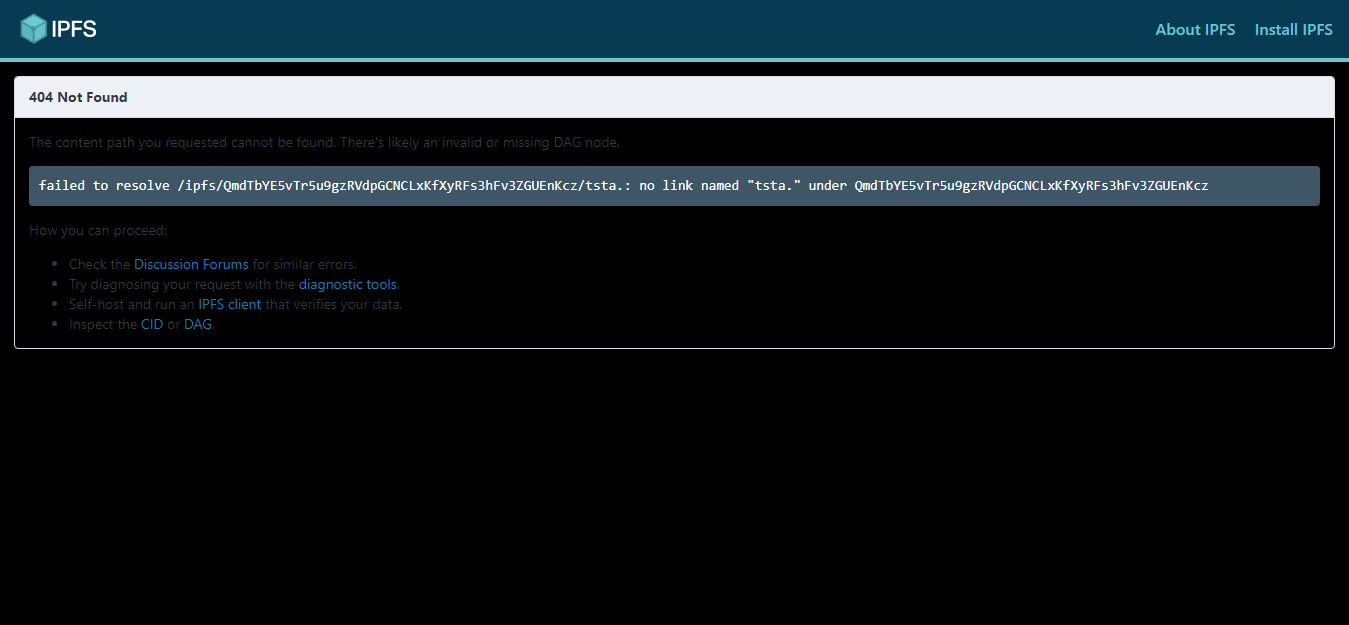 IPFS
About IPFS Install IPFS
404 Not Found
The content path you requested cannot be found. There's likely an invalid or missing DAG node.
failed to resolve /ipfs/QmdTbYE5vTr5u9gzRVdpGCNCLxKfXyRFs3hFv3ZGUEnKcz/tsta.: no link named "tsta." under QmdTbYE5vTr5u9gzRVdpGCNCLxKfXyRFs3hFv3ZGUEnKcz
How you can proceed:
Check the Discussion Forums for similar errors.
Try diagnosing your request with the diagnostic tools.
Self-host and run an IPFS client that verifies your data.
Inspect the CID or DAG.